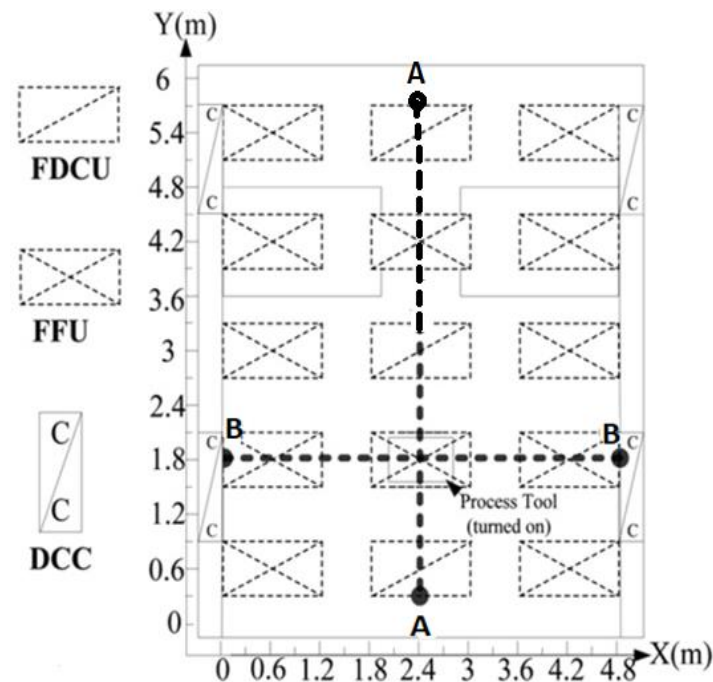 Y(m)
A
6
C
C
5.4
FDCU
4.8
C
C
4.2
3.6
FFU
3
2.4
B
B
C
C
1.8
C
Process Tool
(turned on)
1.2
C
C
C
DCC
0.6
0
A
X(m)
0 0.6 1.2 1.8 2.4 3 3.6 4.2 4.8